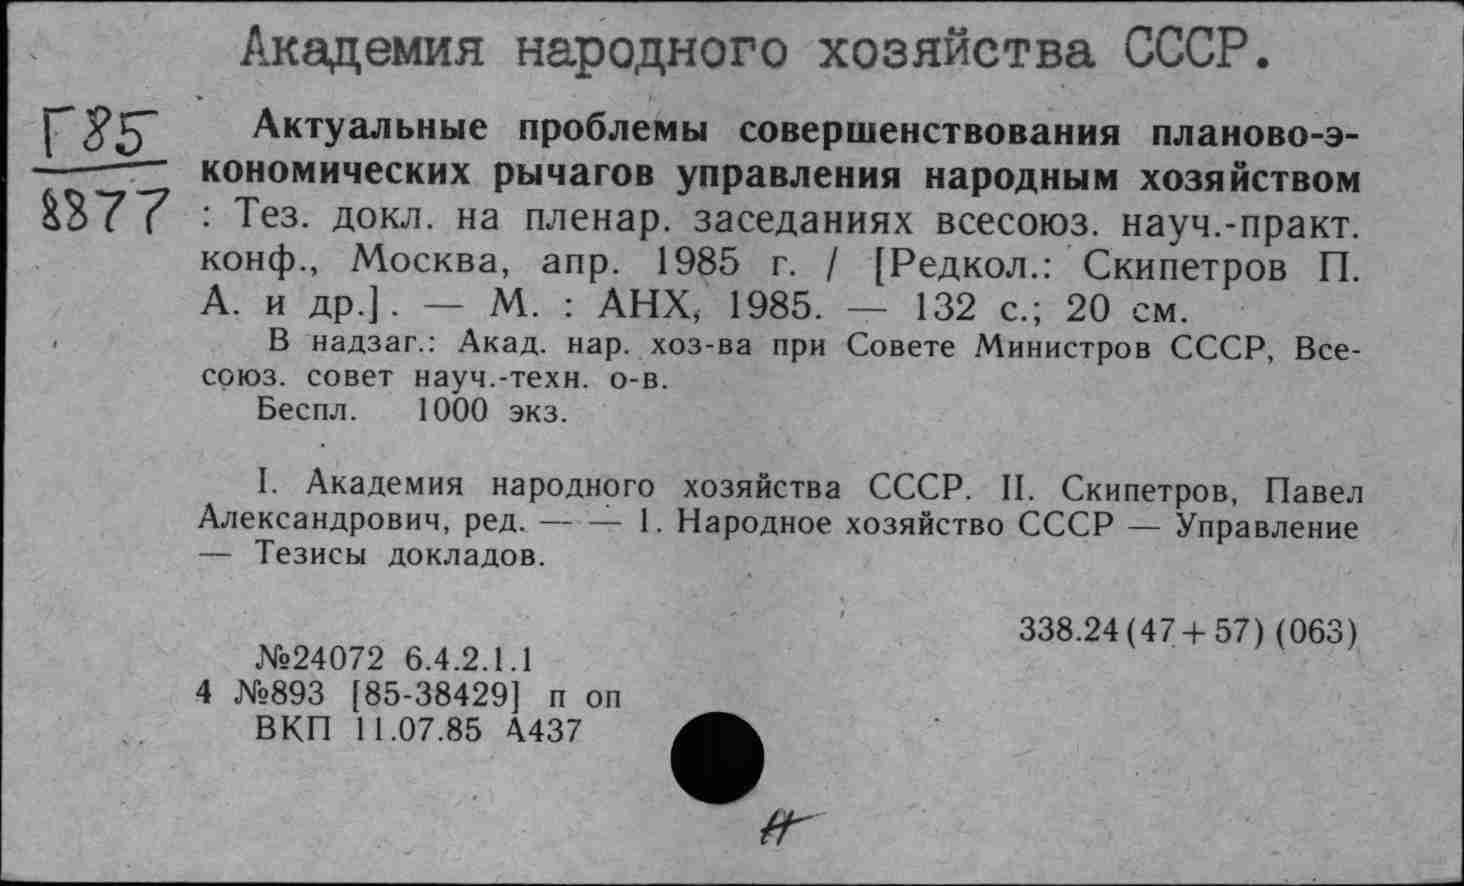 Академия народного хозяйства СССР.
Г85
8877
Актуальные проблемы совершенствования планово-э-
кономических рычагов управления народным хозяйством
: Тез. докл. на пленар. заседаниях всесоюз. науч.-практ.
конф., Москва, апр. 1985 г. / [Редкол.: Скипетров П.
А. и др.]. — М. : АНХ, 1985. — 132 с.; 20 см.
В надзаг.: Акад. нар. хоз-ва при Совете Министров СССР, Все-
союз. совет науч.-техн. о-в.
Беспл. 1000 экз.
I. Академия народного хозяйства СССР. II. Скипетров, Павел
Александрович, ред. — — 1. Народное хозяйство СССР — Управление
— Тезисы докладов.
338.24(47+57)(063)
№24072 6.4.2.1.1
4 №893 [85-38429] п оп
ВКП 11.07.85 А437